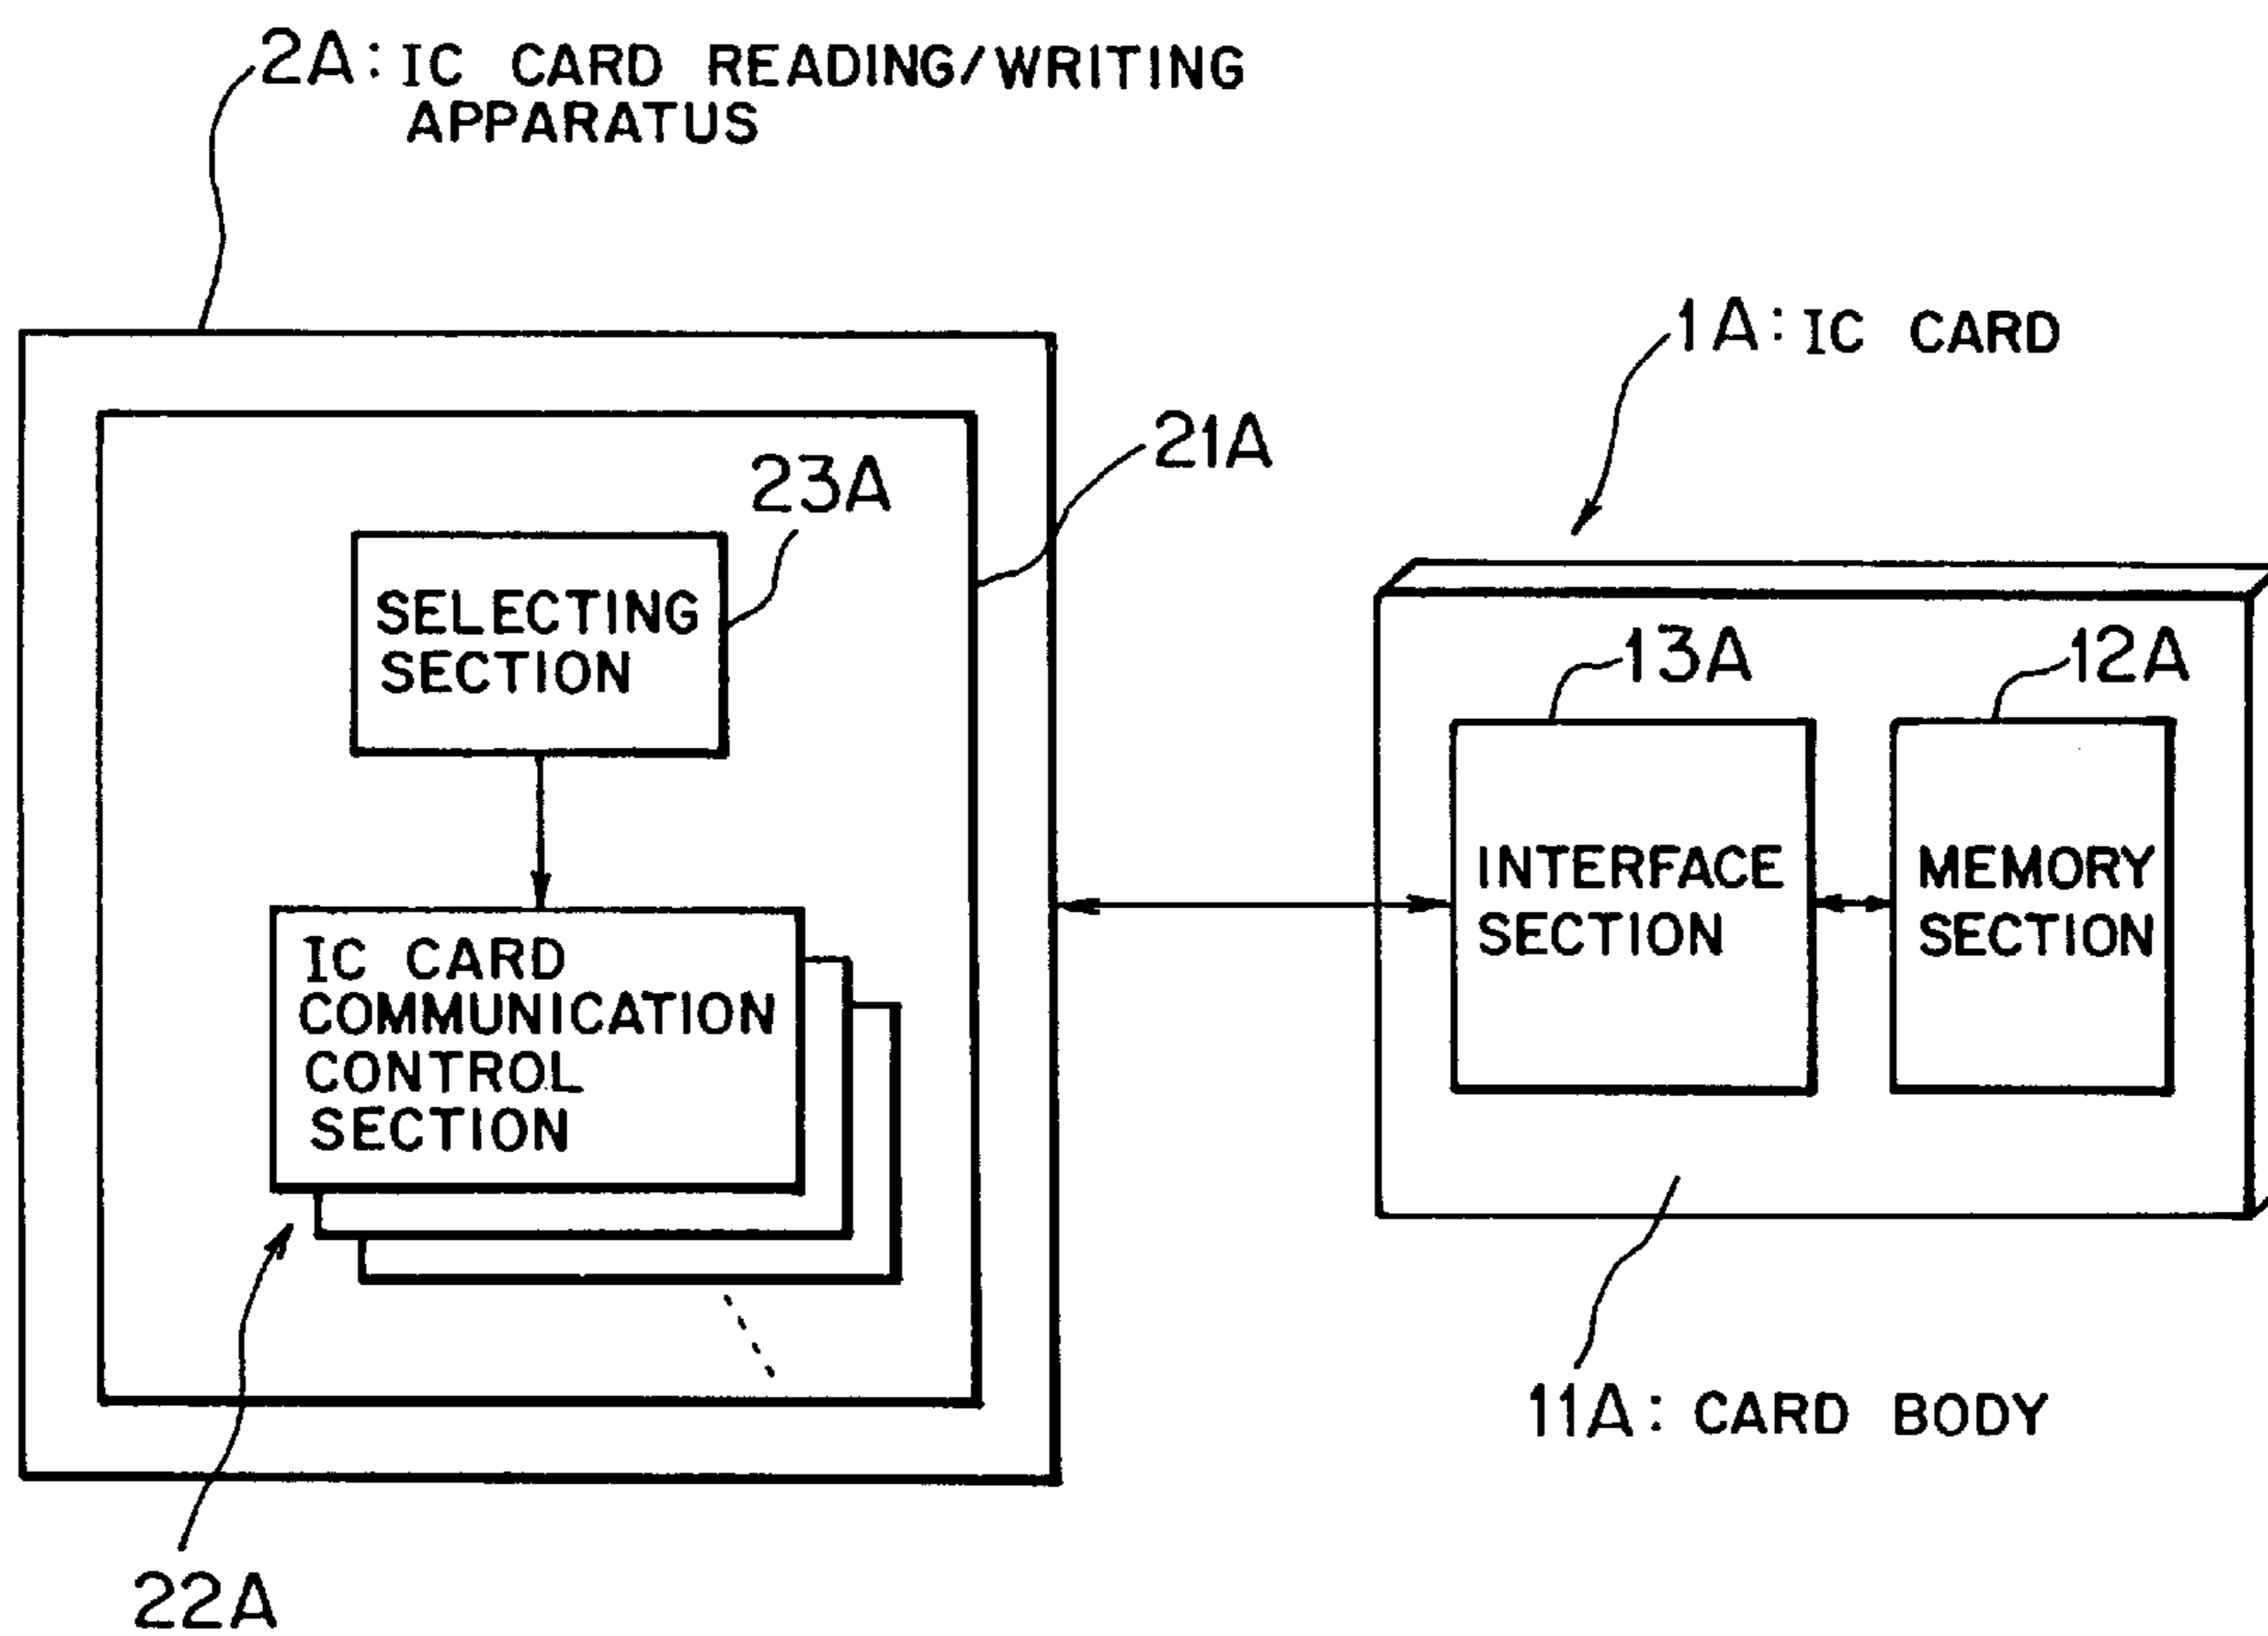 2A: IC CARD READING/WRITING
APPARATUS
1A: IC CARD
21A
23A
SELECTING
SECTION
13A
12A
INTERFACE
SECTION
MEMORY
SECTION
IC CARD
COMMUNICATION
CONTROL
SECTION
11A: CARD BODY
22A